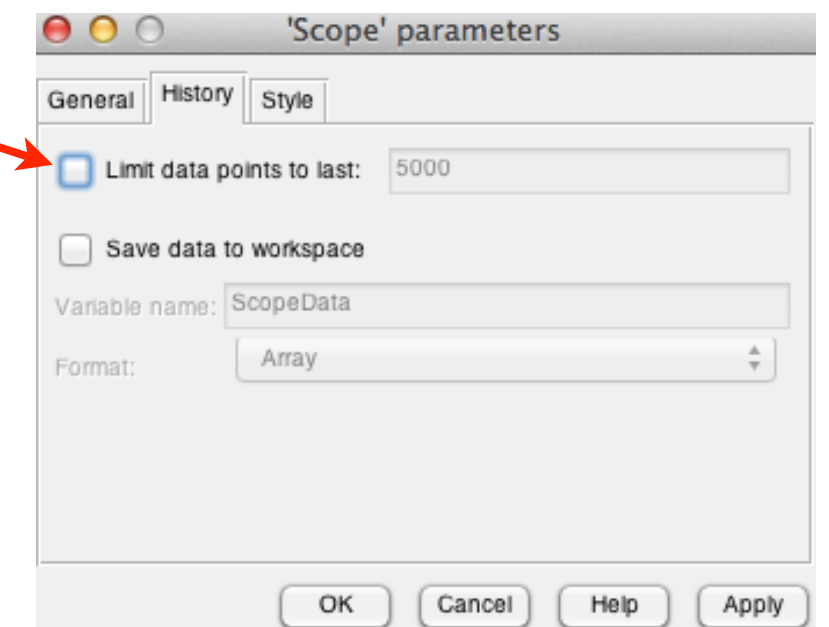 'Scope' parameters
General History Style
Limit data points to last: 5000
Save data to workspace
Variable name: ScopeData
Format: Array
OK Cancel Help Apply